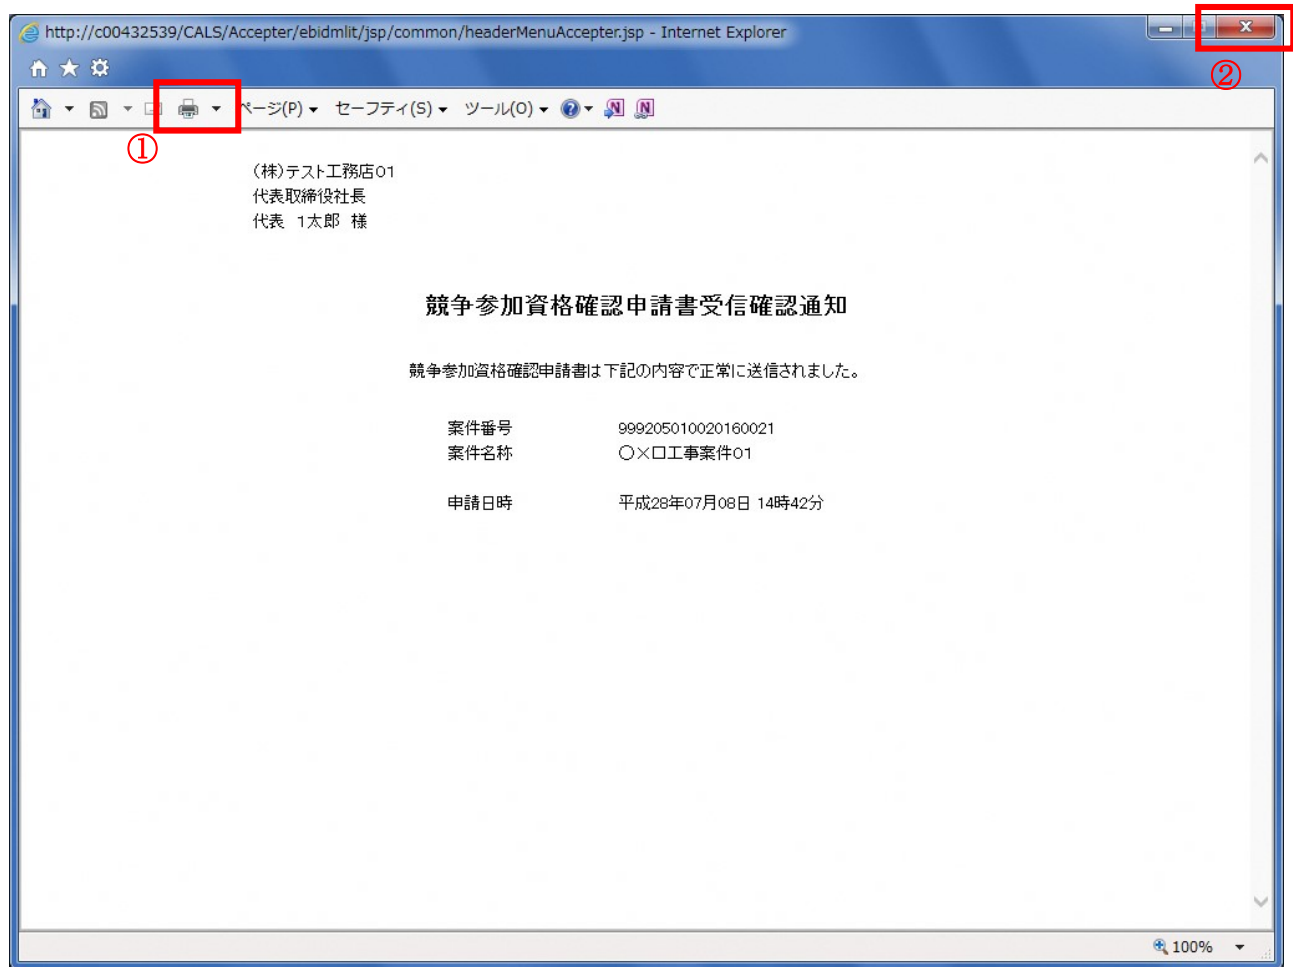 http://c00432539/CALS/Accepter/ebidmlit/jsp/common/headerMenuAccepter.jsp - Internet Explorer
②
ページ(P) セーフティ(S) ツール(O)
①
(株)テスト工務店01
代表取締役社長
代表 1太郎 様
競争参加資格確認申請書受信確認通知
競争参加資格確認申請書は下記の内容で正常に送信されました。
案件番号 999205010020160021
案件名称 〇×口工事案件01
申請日時 平成28年07月08日 14時42分
100%